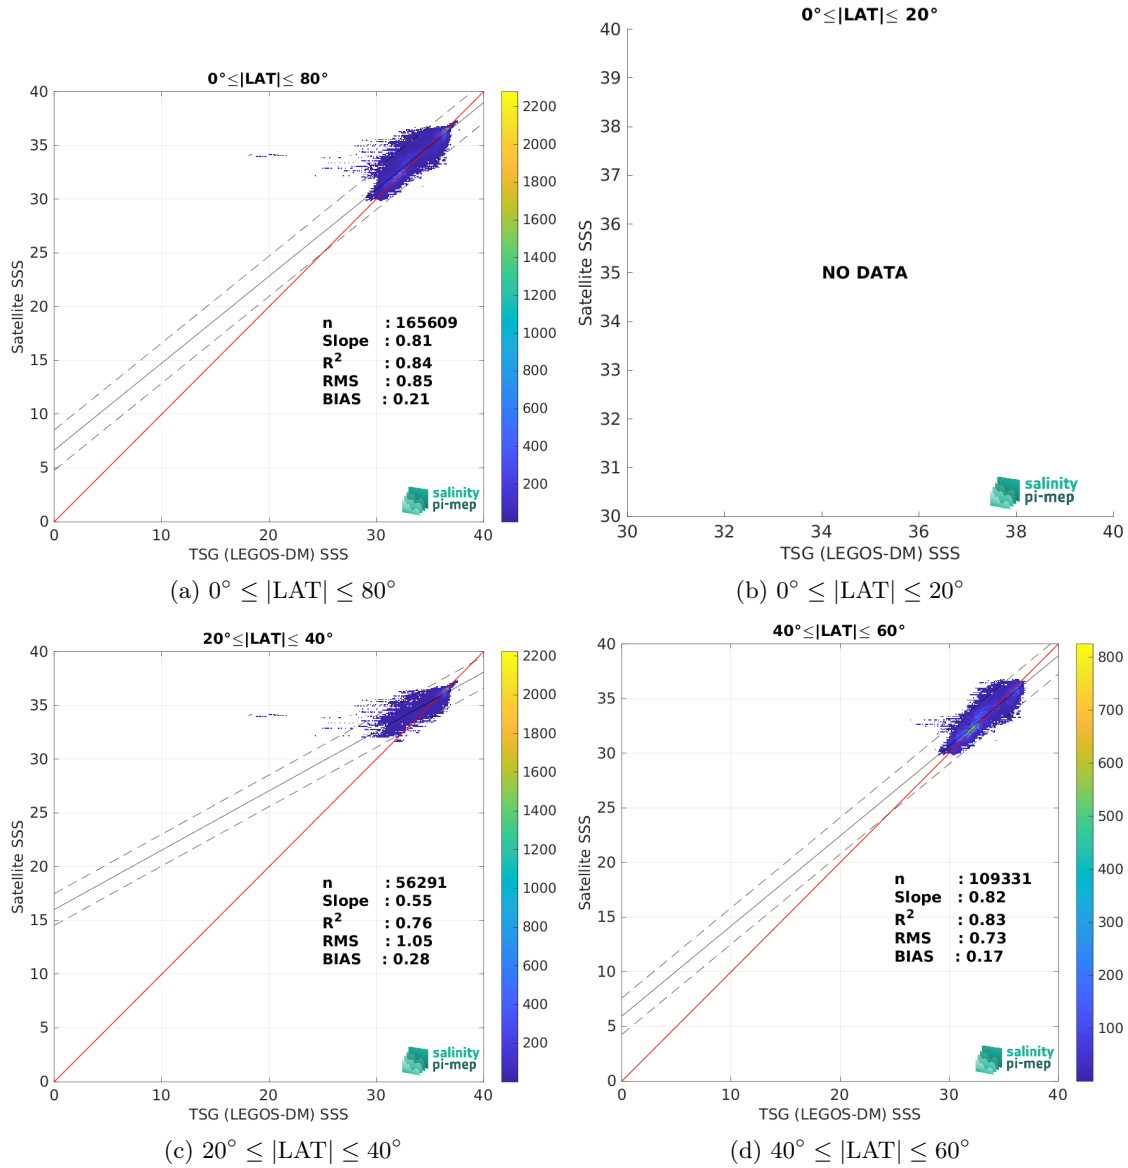 0°≤|LAT|≤ 80°
Satellite SSS
40
35
30
25
20
15
10
5
0
0 10 20 30 40
TSG (LEGOS-DM) SSS
n : 165609
Slope : 0.81
R² : 0.84
RMS : 0.85
BIAS : 0.21
salinity
pi-mep
2200
2000
1800
1600
1400
1200
1000
800
600
400
200
(a) 0° ≤ |LAT| ≤ 80°
0°≤|LAT|≤ 20°
Satellite SSS
40
39
38
37
36
35
34
33
32
31
30
NO DATA
salinity
pi-mep
30 32 34 36 38 40
TSG (LEGOS-DM) SSS
(b) 0° ≤ |LAT| ≤ 20°
20°≤|LAT|≤ 40°
Satellite SSS
40
35
30
25
20
15
10
5
0
n : 56291
Slope : 0.55
R² : 0.76
RMS : 1.05
BIAS : 0.28
salinity
pi-mep
0 10 20 30 40
TSG (LEGOS-DM) SSS
2200
2000
1800
1600
1400
1200
1000
800
600
400
200
(c) 20° ≤ |LAT| ≤ 40°
40°≤|LAT|≤ 60°
Satellite SSS
40
35
30
25
20
15
10
5
0
n : 109331
Slope : 0.82
R² : 0.83
RMS : 0.73
BIAS : 0.17
salinity
pi-mep
0 10 20 30 40
TSG (LEGOS-DM) SSS
800
700
600
500
400
300
200
100
(d) 40° ≤ |LAT| ≤ 60°